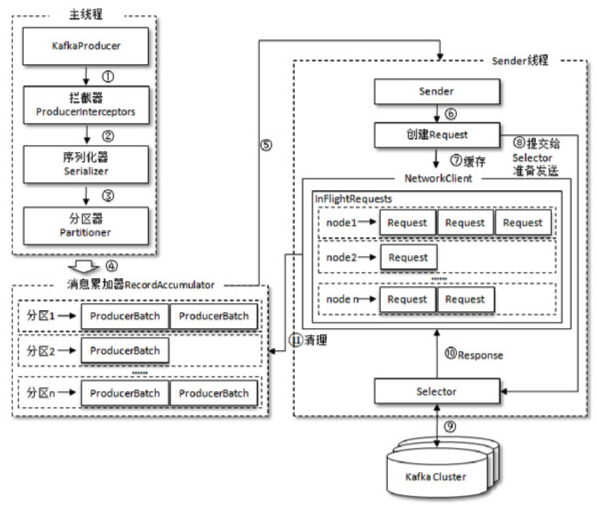 主线程
KafkaProducer
①
拦截器
ProducerInterceptors
②
序列化器
Serializer
③
分区器
Partitioner
④
消息累加器RecordAccumulator
分区1 ProducerBatch ProducerBatch
分区2 ProducerBatch
......
分区n ProducerBatch ProducerBatch
⑤
Sender线程
Sender
⑥
创建Request
⑦缓存
⑧提交给
Selector
准备发送
NetworkClient
InFlightRequests
node1 Request Request Request
node2 Request
......
node n Request Request
⑪清理
⑩Response
Selector
⑨
Kafka Cluster